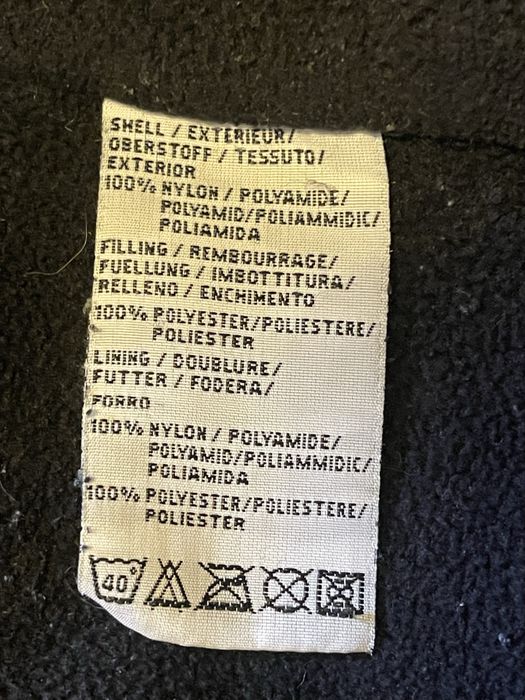 SHELL / EXTERIEUR/
OBERSTOFF / TESSUTO/
EXTERIOR
100% NYLON / POLYAMIDE/
POLYAMID/POLIAMMIDIC/
POLIAMIDA
FILLING / REMBOURRAGE/
FUELLUNG / IMBOTTITURA/
RELLENO / ENCHIMENTO
100% POLYESTER/POLIESTERE/
POLIESTER
LINING / DOUBLURE/
FUTTER / FODERA/
FORRO
100% NYLON / POLYAMIDE/
POLYAMID/POLIAMMIDIC/
POLIAMIDA
100% POLYESTER/POLIESTERE/
POLIESTER
40°